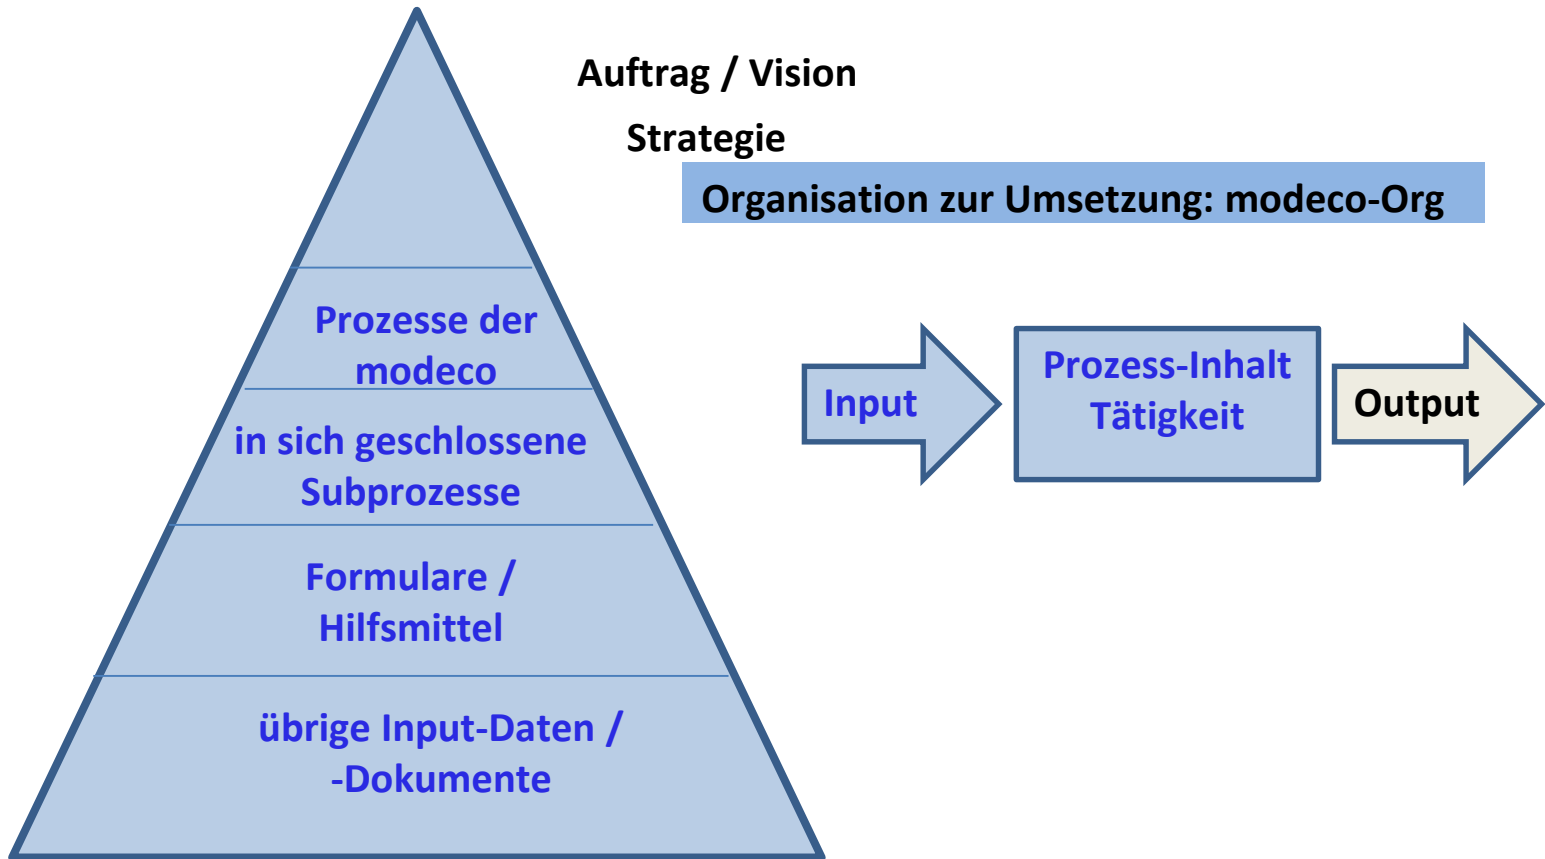 Auftrag / Vision
Strategie
Organisation zur Umsetzung: modeco-Org
Prozesse der
modeco
in sich geschlossene
Subprozesse
Formulare /
Hilfsmittel
übrige Input-Daten /
-Dokumente
Input
Prozess-Inhalt
Tätigkeit
Output